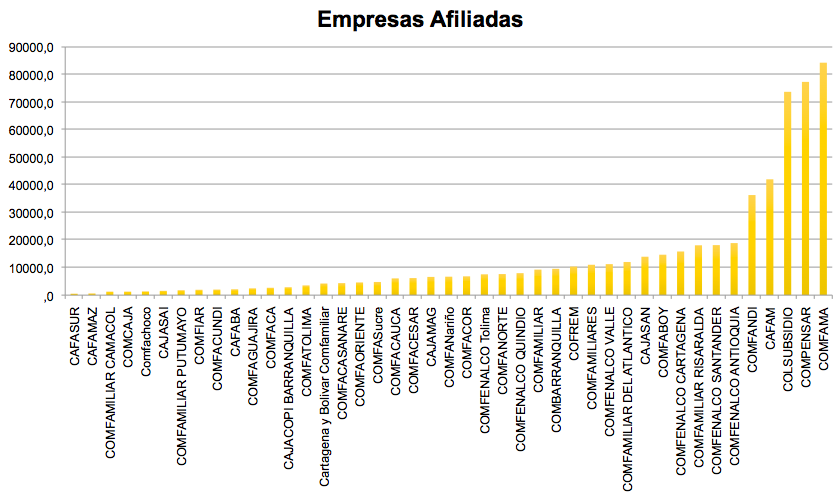 Empresas Afiliadas
90000,0
80000,0
70000,0
60000,0
50000,0
40000,0
30000,0
20000,0
10000,0
,0
CAFASUR
CAFAMAZ
COMFAMILIAR CAMACOL
COMCAJA
Comfachoco
CAJASAI
COMFAMILIAR PUTUMAYO
COMFIAR
COMFACUNDI
CAFABA
COMFAGUAJIRA
COMFACA
CAJACOPI BARRANQUILLA
COMFATOLIMA
Cartagena y Bolivar Comfamiliar
COMFACASANARE
COMFAORIENTE
COMFASucre
COMFACAUCA
COMFACESAR
CAJAMAG
COMFANariño
COMFACOR
COMFENALCO Tolima
COMFANORTE
COMFENALCO QUINDIO
COMFAMILIAR
COMBARRANQUILLA
COFREM
COMFAMILIARES
COMFENALCO VALLE
COMFAMILIAR DEL ATLANTICO
CAJASAN
COMFABOY
COMFENALCO CARTAGENA
COMFAMILIAR RISARALDA
COMFENALCO SANTANDER
COMFENALCO ANTIOQUIA
COMFANDI
CAFAM
COLSUBSIDIO
COMPENSAR
COMFAMA